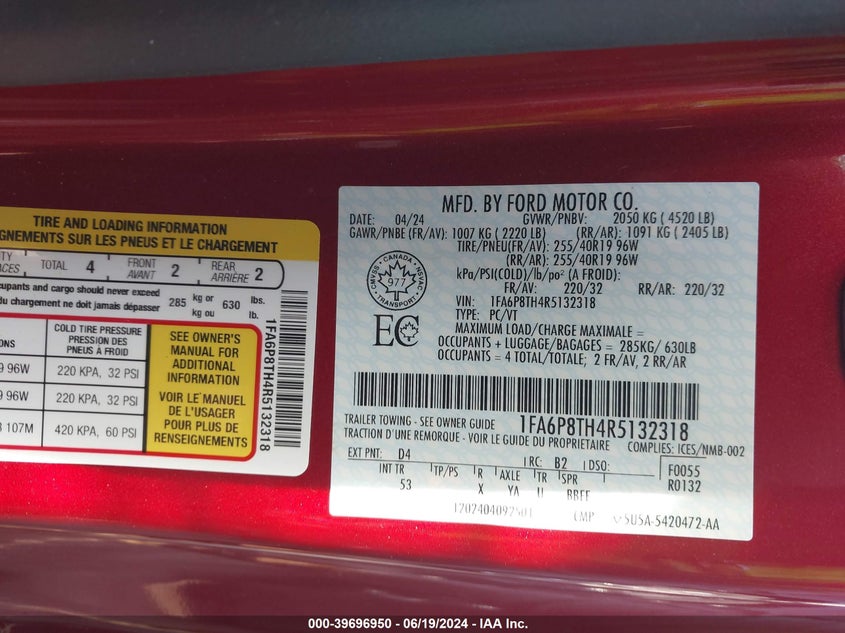 TIRE AND LOADING INFORMATION
GNEMENTS SUR LES PNEUS ET LE CHARGEMENT
TOTAL 4 FRONT AVANT 2 REAR ARRIÈRE 2
cupants and cargo should never exceed
du chargement ne doit jamais dépasser
285 kg or kg ou 630 lbs. lb.
COLD TIRE PRESSURE
PRESSION DES
PNEUS À FROID
9 96W 220 KPA, 32 PSI
9 96W 220 KPA, 32 PSI
107M 420 KPA, 60 PSI
SEE OWNER'S
MANUAL FOR
ADDITIONAL
INFORMATION
VOIR LE MANUEL
DE L'USAGER
POUR PLUS DE
RENSEIGNEMENTS
1FA6P8TH4R5132318
MFD. BY FORD MOTOR CO.
DATE: 04/24 GVWR/PNBV: 2050 KG ( 4520 LB)
GAWR/PNBE (FR/AV): 1007 KG ( 2220 LB) (RR/AR): 1091 KG ( 2405 LB)
TIRE/PNEU(FR/AV): 255/40R19 96W
(RR/AR): 255/40R19 96W
kPa/PSI(COLD)/lb/po² (A FROID):
FR/AV: 220/32 RR/AR: 220/32
VIN: 1FA6P8TH4R5132318
TYPE: PC/VT
CANADA
CMVSS NSVAC
977
TRANSPORT
EC
MAXIMUM LOAD/CHARGE MAXIMALE =
OCCUPANTS + LUGGAGE/BAGAGES = 285KG/ 630LB
OCCUPANTS = 4 TOTAL/TOTALE; 2 FR/AV, 2 RR/AR
1FA6P8TH4R5132318
TRAILER TOWING - SEE OWNER GUIDE
TRACTION D'UNE REMORQUE - VOIR LE GUIDE DU PROPRIETAIRE
COMPLIES: ICES/NMB-002
EXT PNT: D4 RC: B2 DSO: F0055
INT TR TP/PS R AXLE TR SPR R0132
53 X YA U BBFF
5U5A-5420472-AA
000-39696950 - 06/19/2024 - IAA Inc.